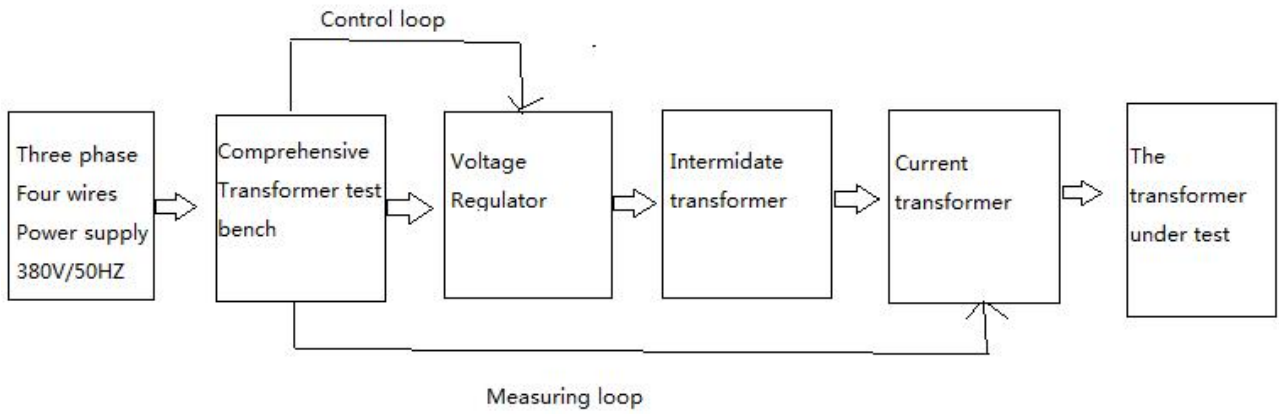 Control loop
Three phase
Four wires
Power supply
380V/50HZ
Comprehensive
Transformer test
bench
Voltage
Regulator
Intermidate
transformer
Current
transformer
The
transformer
under test
Measuring loop